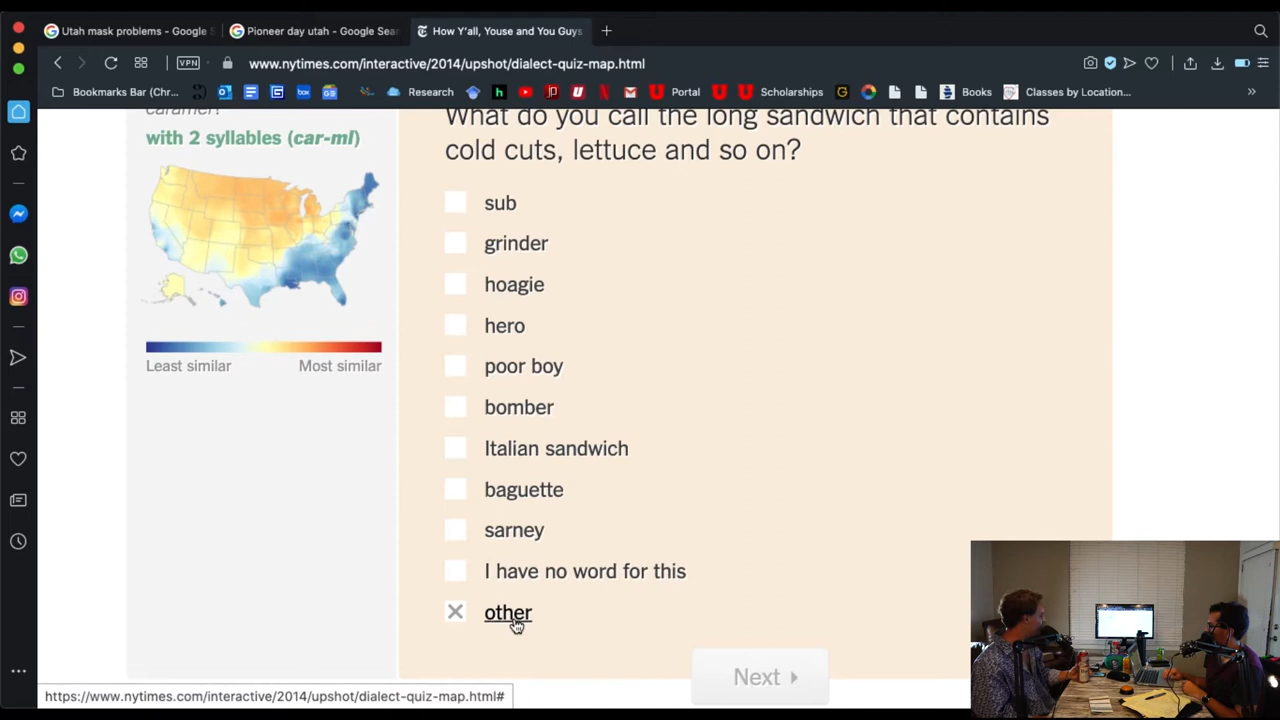 Utah mask problems - Google S
Pioneer day utah - Google Sear
How Y'all, Youse and You Guys
VPN
www.nytimes.com/interactive/2014/upshot/dialect-quiz-map.html
Bookmarks Bar (Chr...
Research
Portal
Scholarships
Books
Classes by Location...
caramel?
with 2 syllables (car-ml)
Least similar
Most similar
What do you call the long sandwich that contains
cold cuts, lettuce and so on?
sub
grinder
hoagie
hero
poor boy
bomber
Italian sandwich
baguette
sarney
I have no word for this
other
Next
https://www.nytimes.com/interactive/2014/upshot/dialect-quiz-map.html#